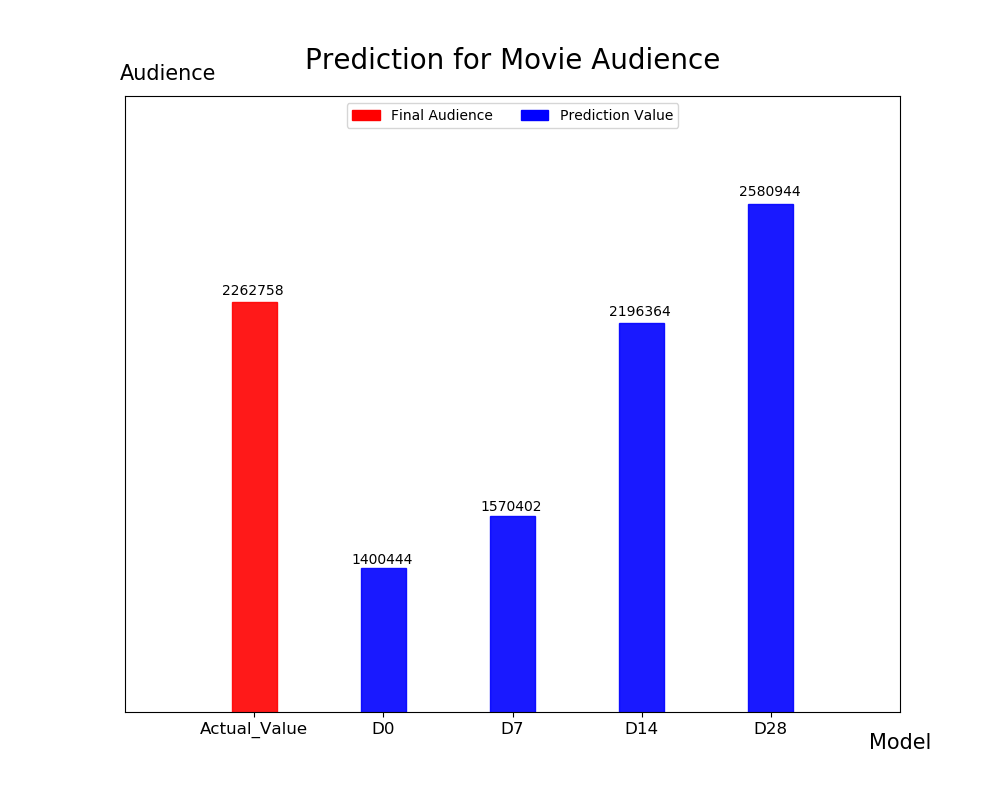 Prediction for Movie Audience
Audience
Final Audience Prediction Value
2580944
2262758
2196364
1570402
1400444
Actual_Value D0 D7 D14 D28
Model